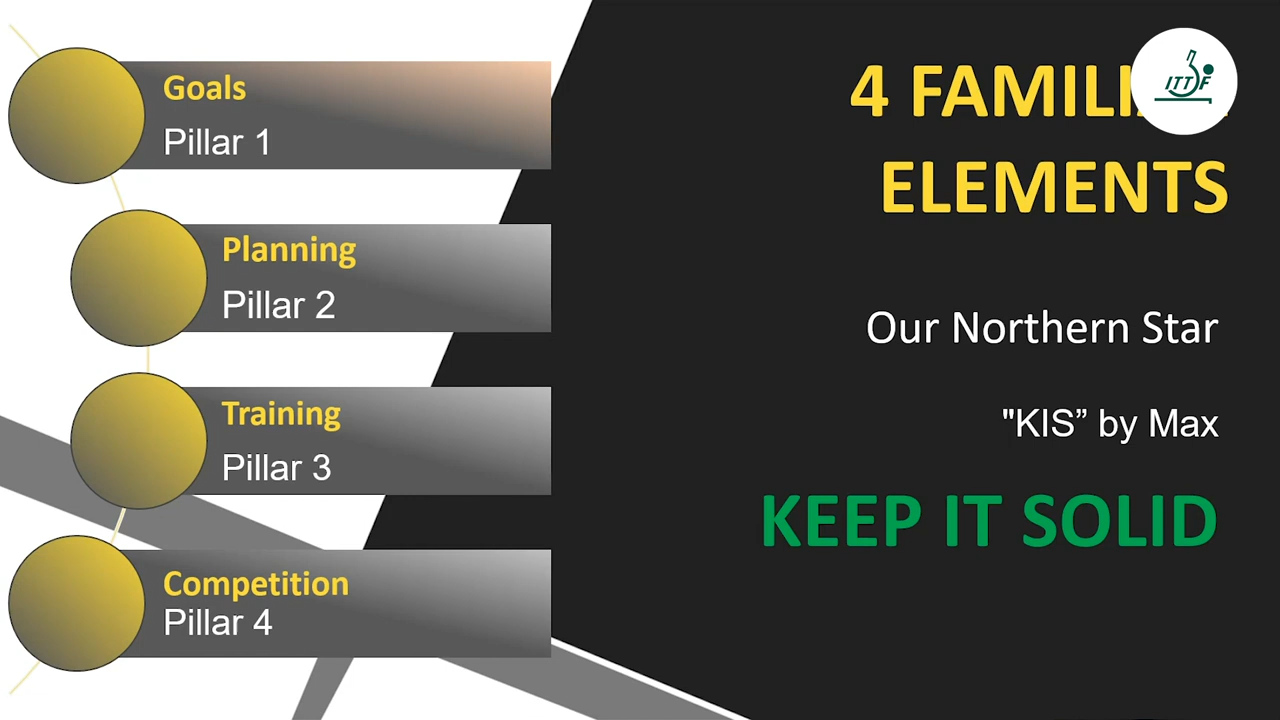 Goals
Pillar 1
Planning
Pillar 2
Training
Pillar 3
Competition
Pillar 4
4
ELEMENTS
Our Northern Star
"KIS” by Max
KEEP IT SOLID
ITTF